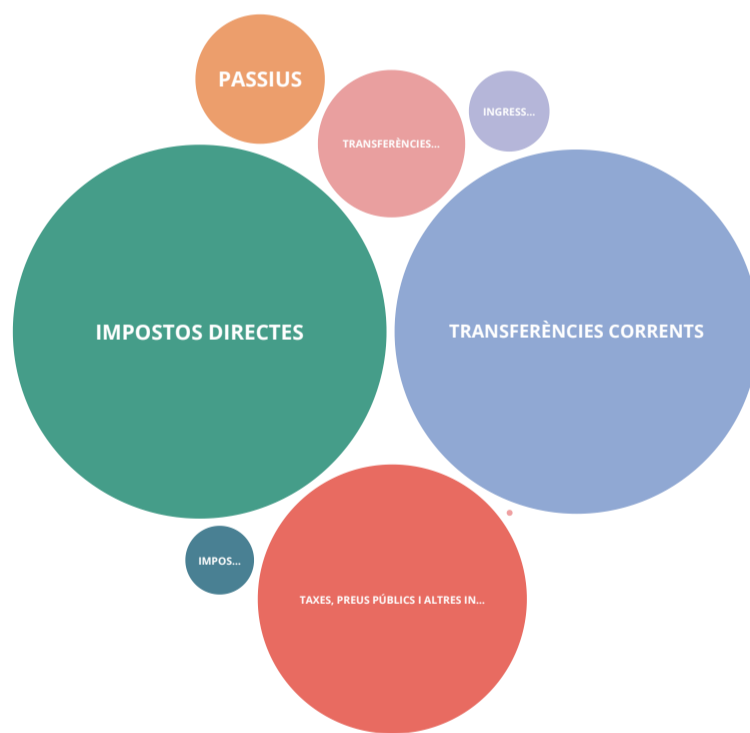 PASSIUS
INGRESS...
TRANSFERÈNCIES...
IMPOSTOS DIRECTES
TRANSFERÈNCIES CORRENTS
IMPOS...
TAXES, PREUS PÚBLICS I ALTRES IN...